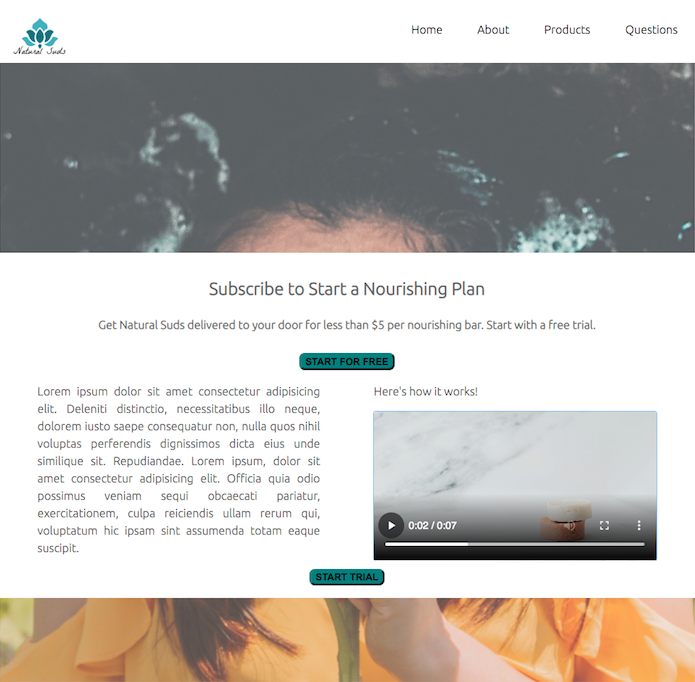 Natural Suds
Home About Products Questions
Subscribe to Start a Nourishing Plan
Get Natural Suds delivered to your door for less than $5 per nourishing bar. Start with a free trial.
START FOR FREE
Lorem ipsum dolor sit amet consectetur adipisicing
elit. Deleniti distinctio, necessitatibus illo neque,
dolorem iusto saepe consequatur non, nulla quos nihil
voluptas perferendis dignissimos dicta eius unde
similique sit. Repudiandae. Lorem ipsum, dolor sit
amet consectetur adipisicing elit. Officia quia odio
possimus veniam sequi obcaecati pariatur,
exercitationem, culpa reiciendis ullam rerum qui,
voluptatum hic ipsam sint assumenda totam eaque
suscipit.
Here's how it works!
0:02 / 0:07
START TRIAL